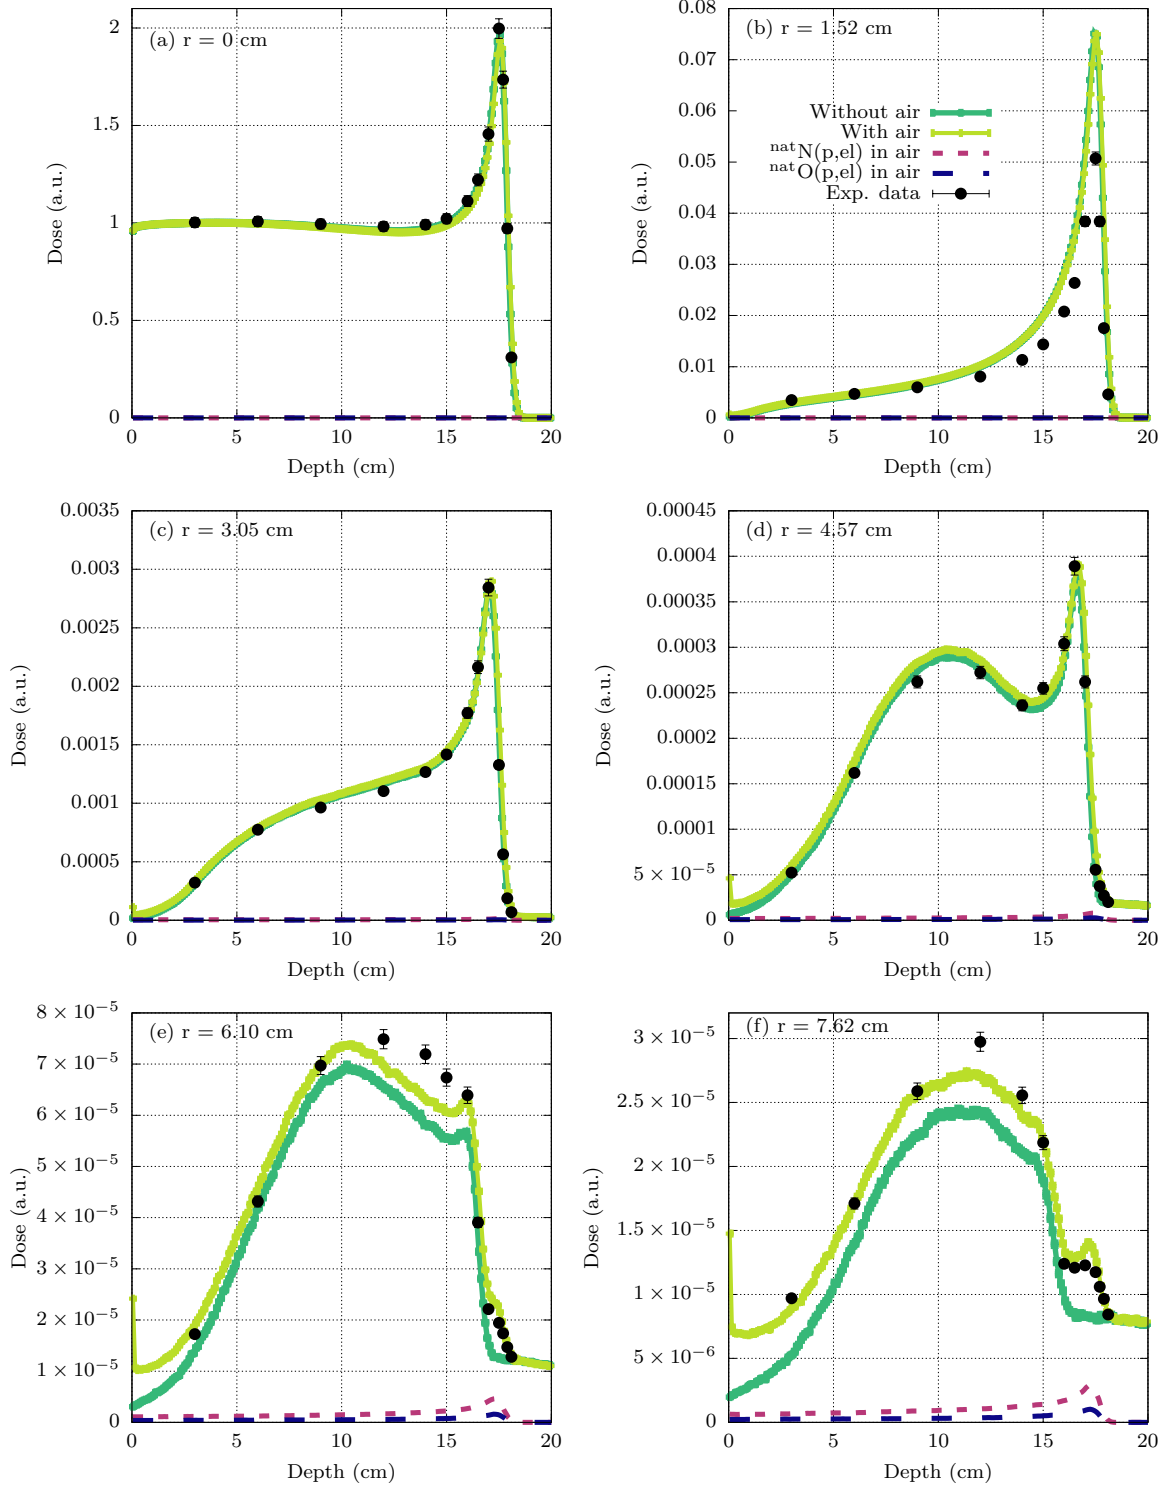 (a) r = 0 cm
2
1.5
1
0.5
0
Dose (a.u.)
0 5 10 15 20
Depth (cm)
(b) r = 1.52 cm
0.08
0.07
0.06
0.05
0.04
0.03
0.02
0.01
0
Dose (a.u.)
Without air
With air
natN(p,el) in air
natO(p,el) in air
Exp. data
0 5 10 15 20
Depth (cm)
(c) r = 3.05 cm
0.0035
0.003
0.0025
0.002
0.0015
0.001
0.0005
0
Dose (a.u.)
0 5 10 15 20
Depth (cm)
(d) r = 4.57 cm
0.00045
0.0004
0.00035
0.0003
0.00025
0.0002
0.00015
0.0001
5 × 10⁻⁵
0
Dose (a.u.)
0 5 10 15 20
Depth (cm)
(e) r = 6.10 cm
8 × 10⁻⁵
7 × 10⁻⁵
6 × 10⁻⁵
5 × 10⁻⁵
4 × 10⁻⁵
3 × 10⁻⁵
2 × 10⁻⁵
1 × 10⁻⁵
0
Dose (a.u.)
0 5 10 15 20
Depth (cm)
(f) r = 7.62 cm
3 × 10⁻⁵
2.5 × 10⁻⁵
2 × 10⁻⁵
1.5 × 10⁻⁵
1 × 10⁻⁵
5 × 10⁻⁶
0
Dose (a.u.)
0 5 10 15 20
Depth (cm)